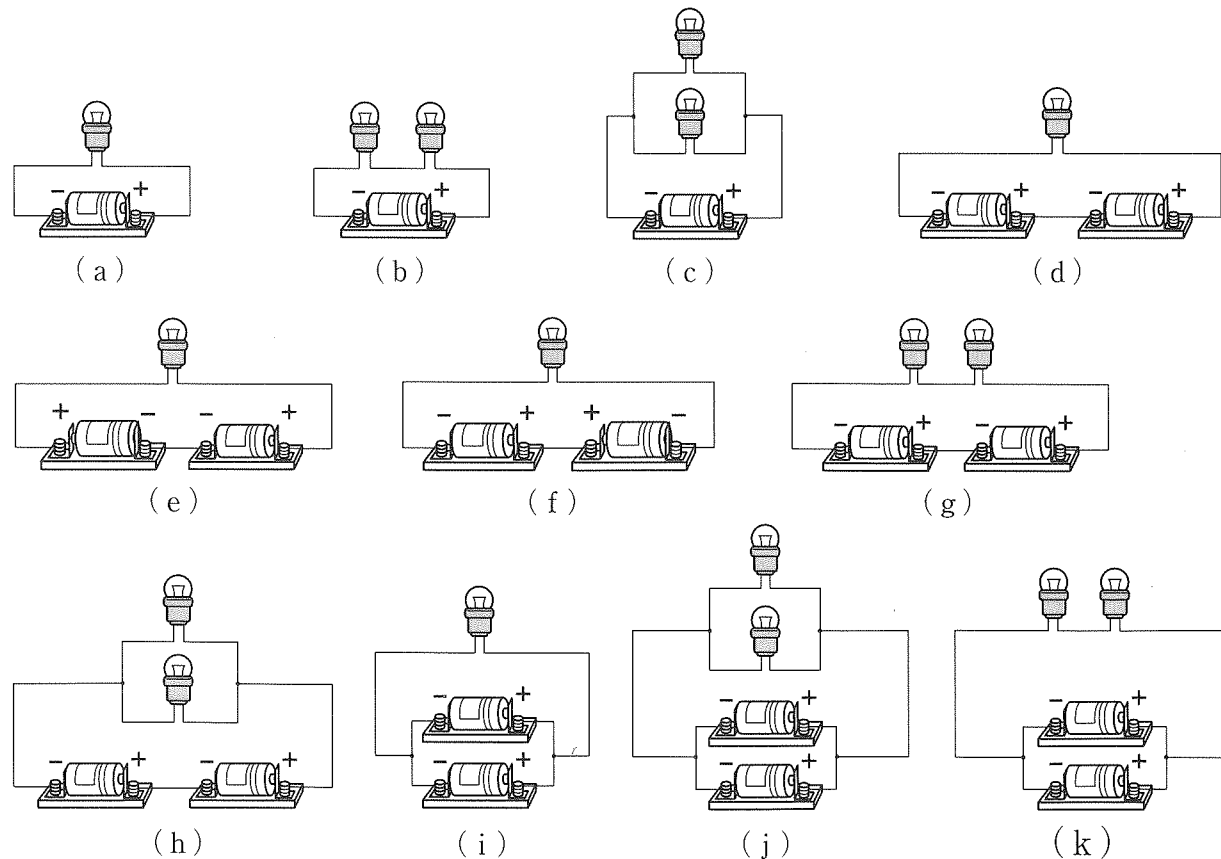 − +
(a)
− +
(b)
− +
(c)
− + − +
(d)
+ − − +
(e)
− + + −
(f)
− + − +
(g)
− + − +
(h)
− +
− +
(i)
− +
− +
(j)
− +
− +
(k)